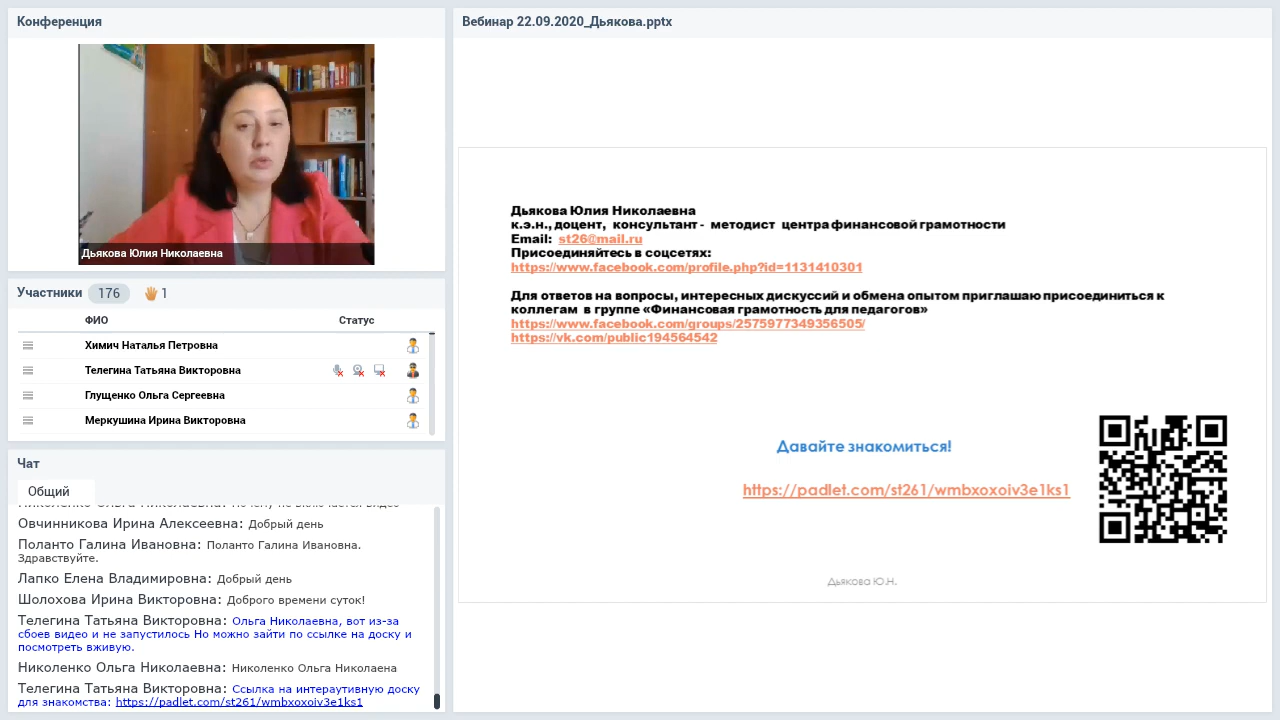 Конференция
Дьякова Юлия Николаевна
Участники 176 1
ФИО Статус
Химич Наталья Петровна
Телегина Татьяна Викторовна
Глущенко Ольга Сергеевна
Меркушина Ирина Викторовна
Чат
Общий
Овчинникова Ирина Алексеевна: Добрый день
Поланто Галина Ивановна: Поланто Галина Ивановна.
Здравствуйте.
Лапко Елена Владимировна: Добрый день
Шолохова Ирина Викторовна: Доброго времени суток!
Телегина Татьяна Викторовна: Ольга Николаевна, вот из-за
сбоев видео и не запустилось Но можно зайти по ссылке на доску и
посмотреть вживую.
Николенко Ольга Николаевна: Николенко Ольга Николаена
Телегина Татьяна Викторовна: Ссылка на интераутивную доску
для знакомства: https://padlet.com/st261/wmbxoxoiv3e1ks1
Вебинар 22.09.2020_Дьякова.pptx
Дьякова Юлия Николаевна
к.э.н., доцент, консультант - методист центра финансовой грамотности
Email: st26@mail.ru
Присоединяйтесь в соцсетях:
https://www.facebook.com/profile.php?id=1131410301
Для ответов на вопросы, интересных дискуссий и обмена опытом приглашаю присоединиться к
коллегам в группе «Финансовая грамотность для педагогов»
https://www.facebook.com/groups/2575977349356505/
https://vk.com/public194564542
Давайте знакомиться!
https://padlet.com/st261/wmbxoxoiv3e1ks1
Дьякова Ю.Н.